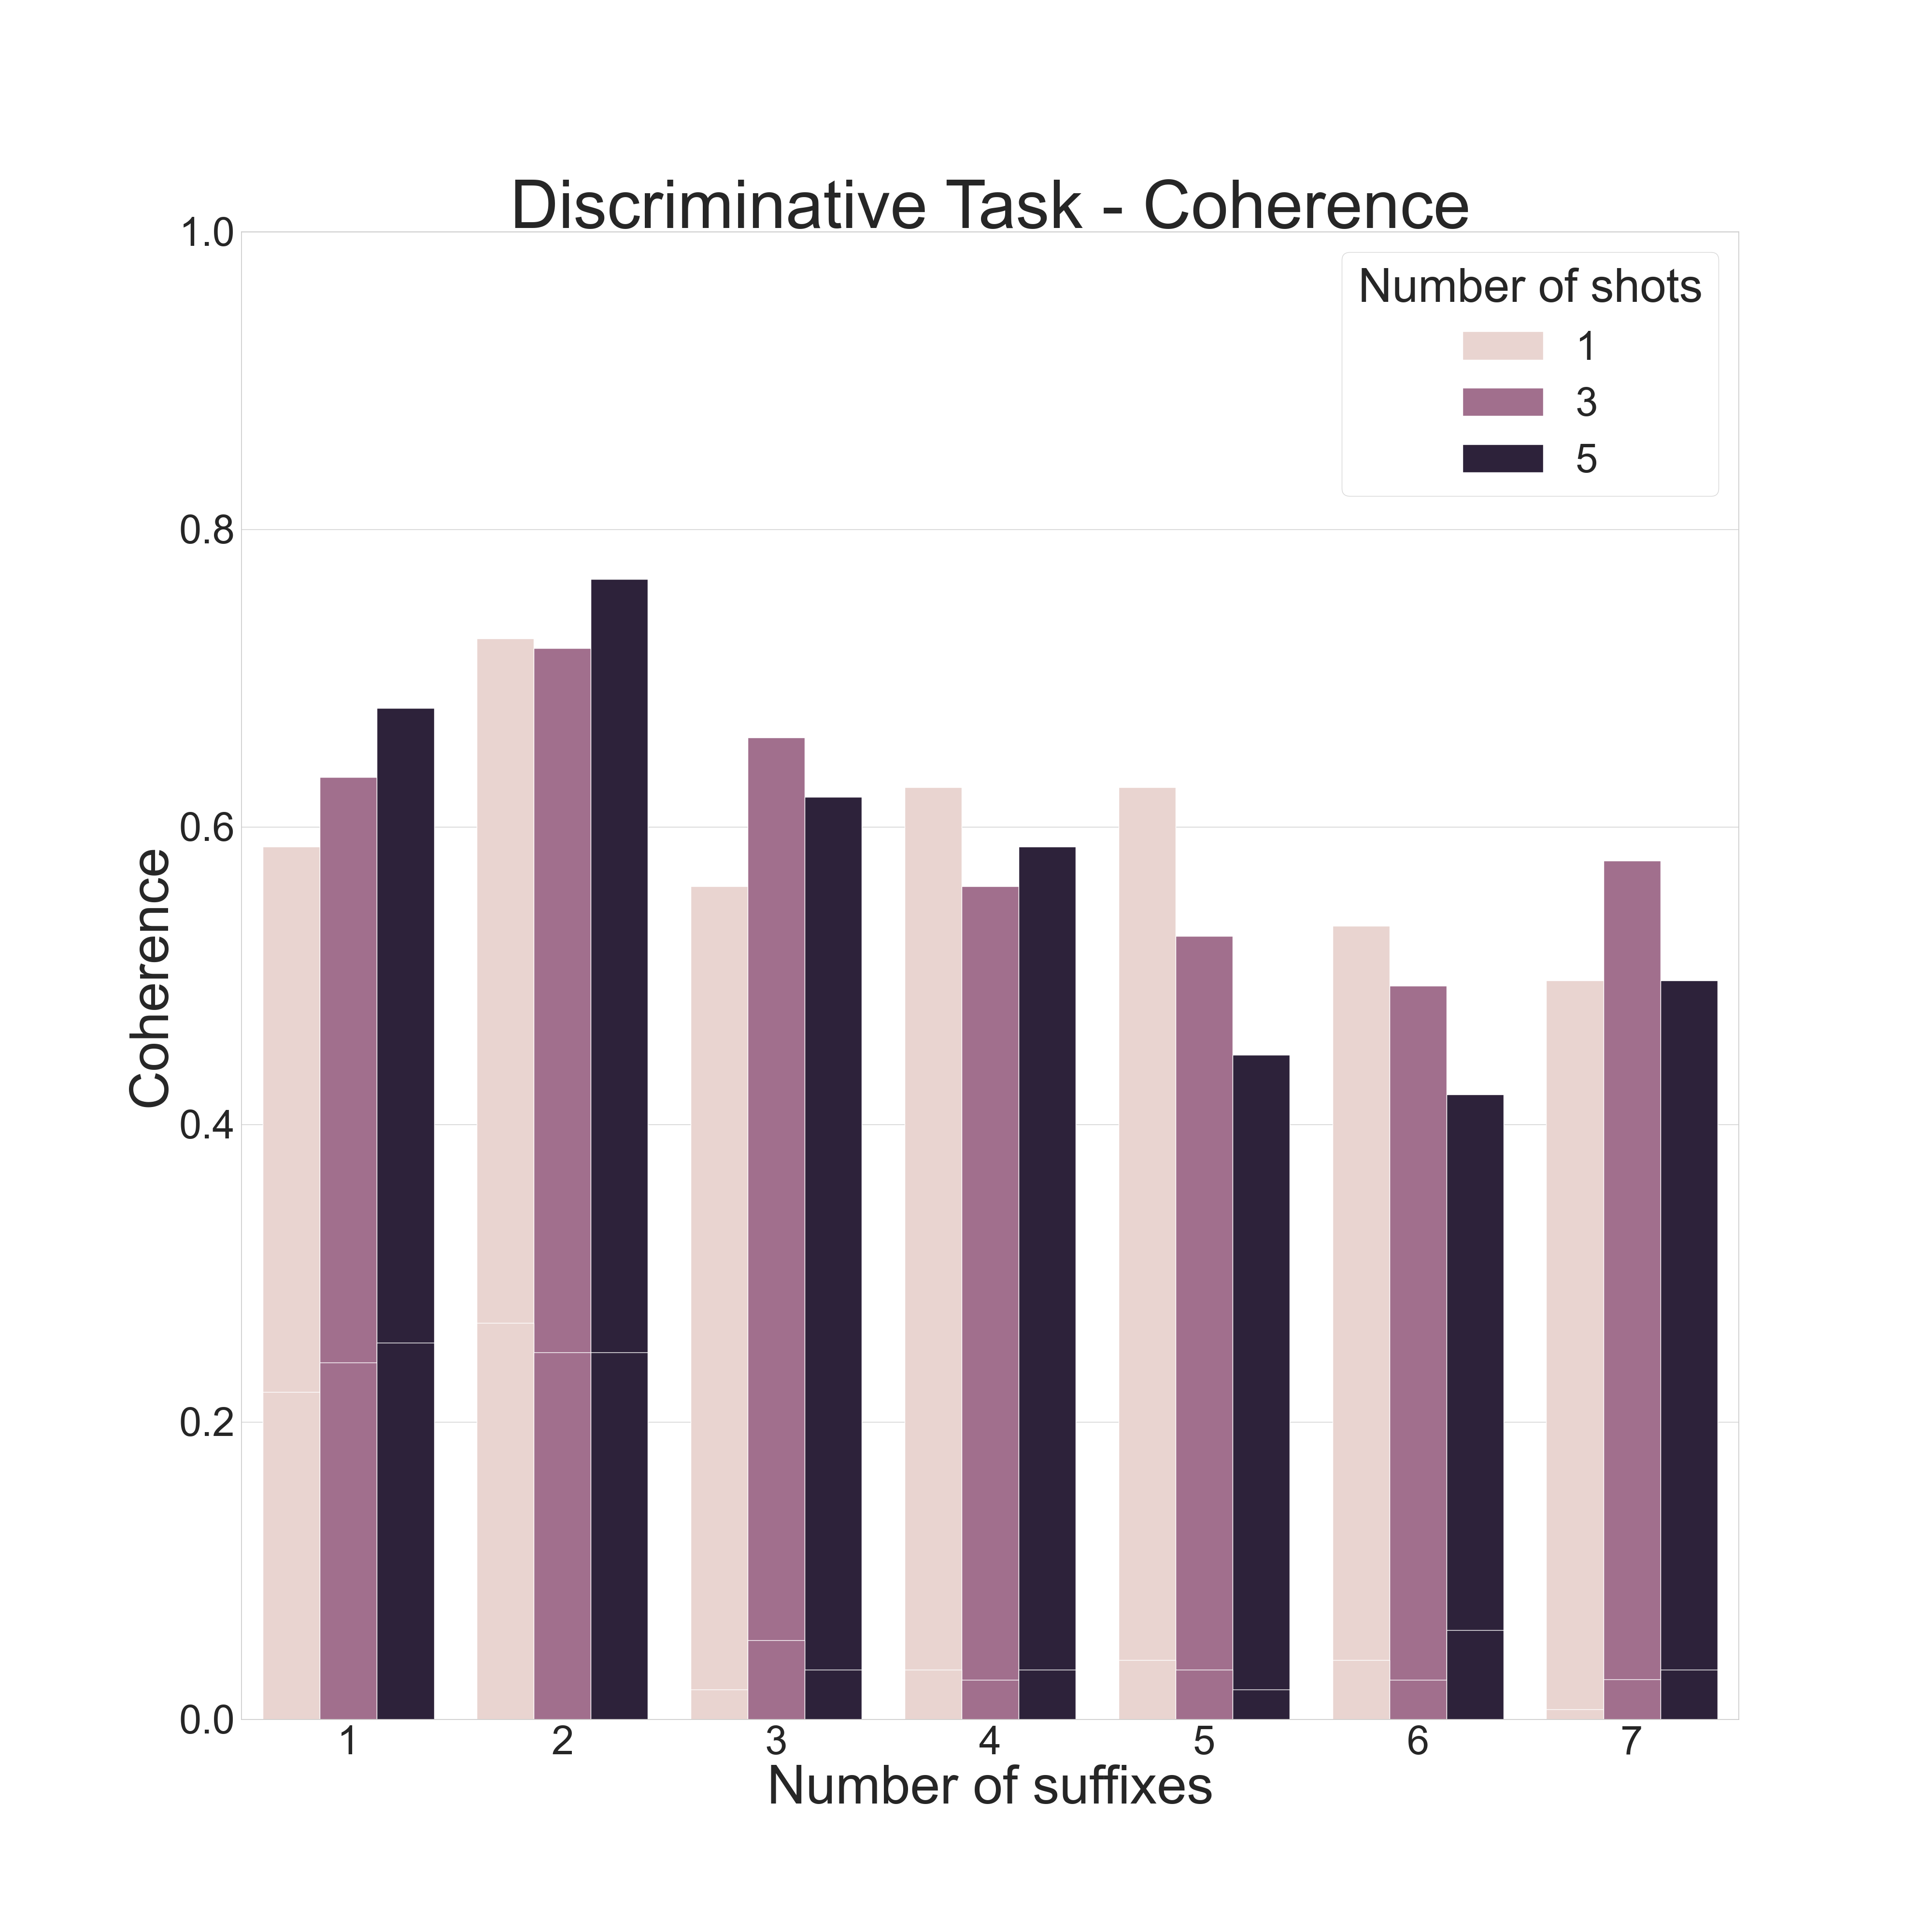 Discriminative Task - Coherence
Number of shots
1
3
5
1.0
0.8
0.6
0.4
0.2
0.0
Coherence
1 2 3 4 5 6 7
Number of suffixes